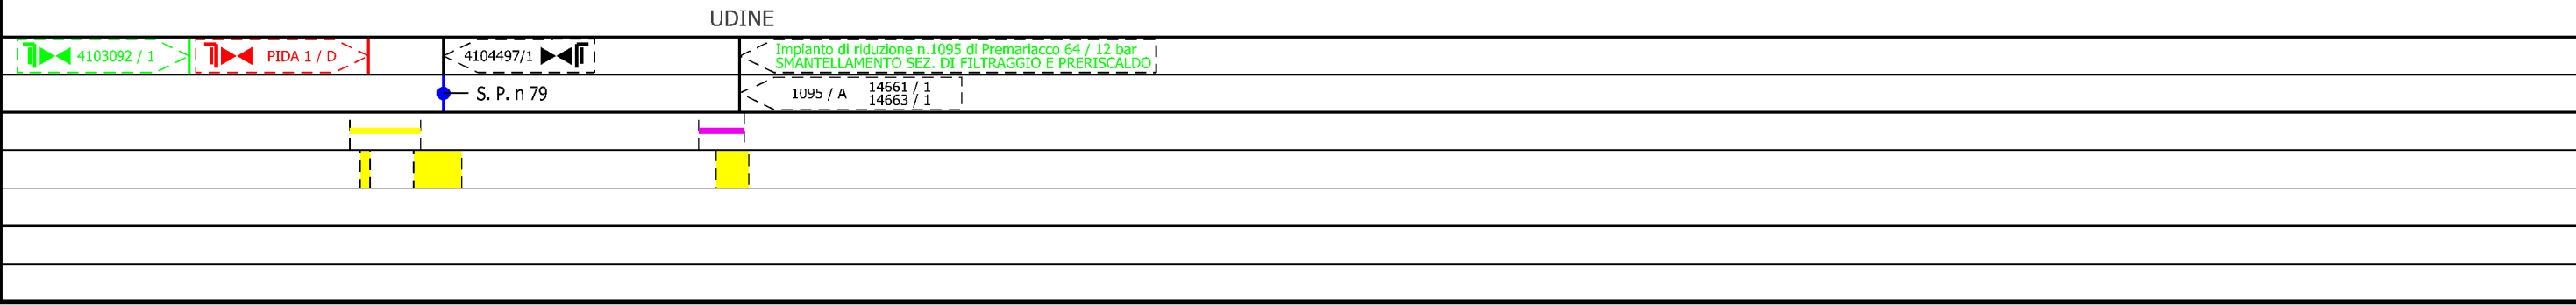 UDINE
4103092 / 1
PIDA 1 / D
4104497/1
Impianto di riduzione n.1095 di Premariacco 64 / 12 bar
SMANTELLAMENTO SEZ. DI FILTRAGGIO E PRERISCALDO
S. P. n 79
1095 / A
14661 / 1
14663 / 1